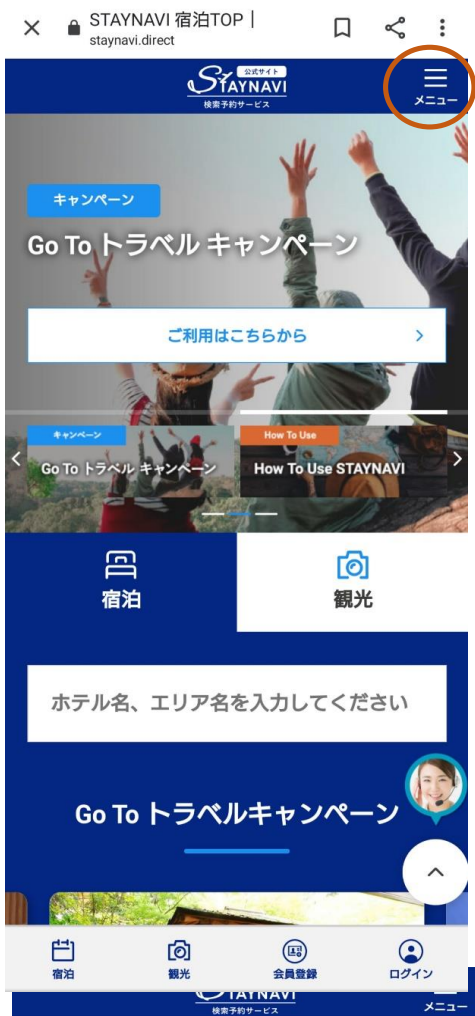 STAYNAVI 宿泊TOP |
staynavi.direct
公式サイト
STAYNAVI
検索予約サービス
メニュー
キャンペーン
Go To トラベル キャンペーン
ご利用はこちらから
キャンペーン
Go To トラベル キャンペーン
How To Use
How To Use STAYNAVI
宿泊
観光
ホテル名、エリア名を入力してください
Go To トラベルキャンペーン
宿泊
観光
会員登録
ログイン
STAYNAVI
検索予約サービス
メニュー